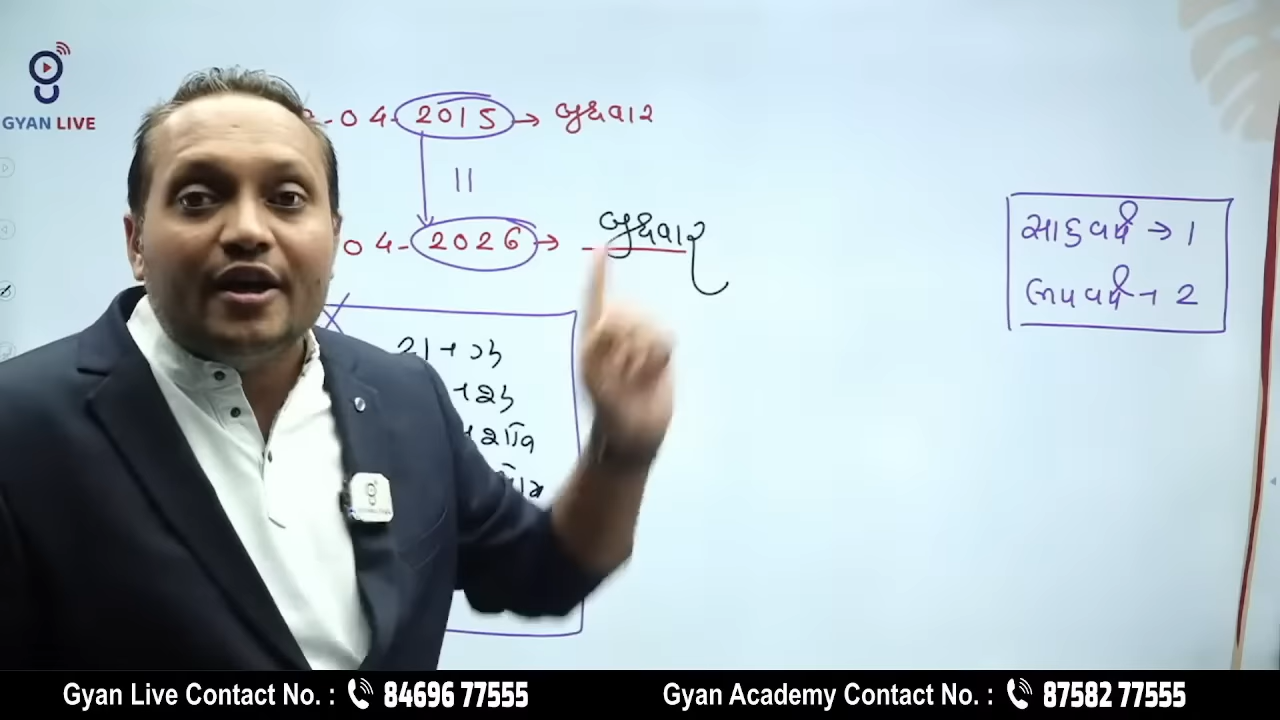 GYAN LIVE
-04-2015 → બુધવાર
11
04-2026 → બુધવાર
સાદુ વર્ષ → 1
લીપ વર્ષ → 2
Gyan Live Contact No. : 84696 77555
Gyan Academy Contact No. : 87582 77555